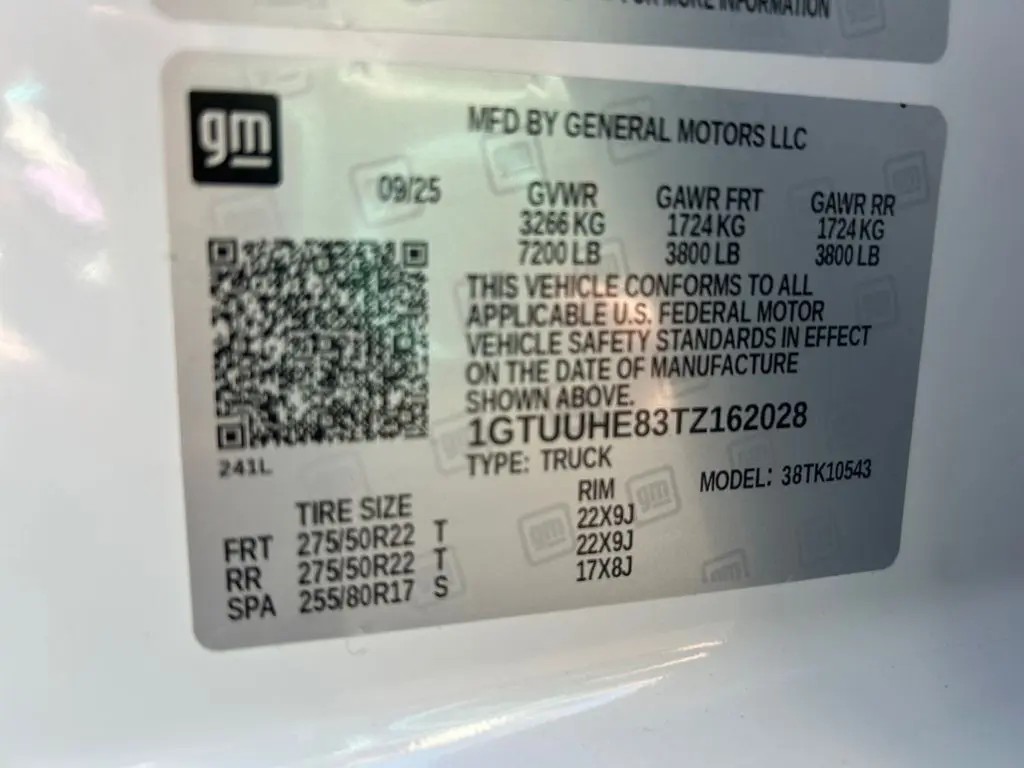 FOR MORE INFORMATION
gm
MFD BY GENERAL MOTORS LLC
09/25 GVWR GAWR FRT GAWR RR
3266 KG 1724 KG 1724 KG
7200 LB 3800 LB 3800 LB
THIS VEHICLE CONFORMS TO ALL
APPLICABLE U.S. FEDERAL MOTOR
VEHICLE SAFETY STANDARDS IN EFFECT
ON THE DATE OF MANUFACTURE
SHOWN ABOVE.
1GTUUHE83TZ162028
241L
TYPE: TRUCK MODEL: 38TK10543
TIRE SIZE RIM
FRT 275/50R22 T 22X9J
RR 275/50R22 T 22X9J
SPA 255/80R17 S 17X8J